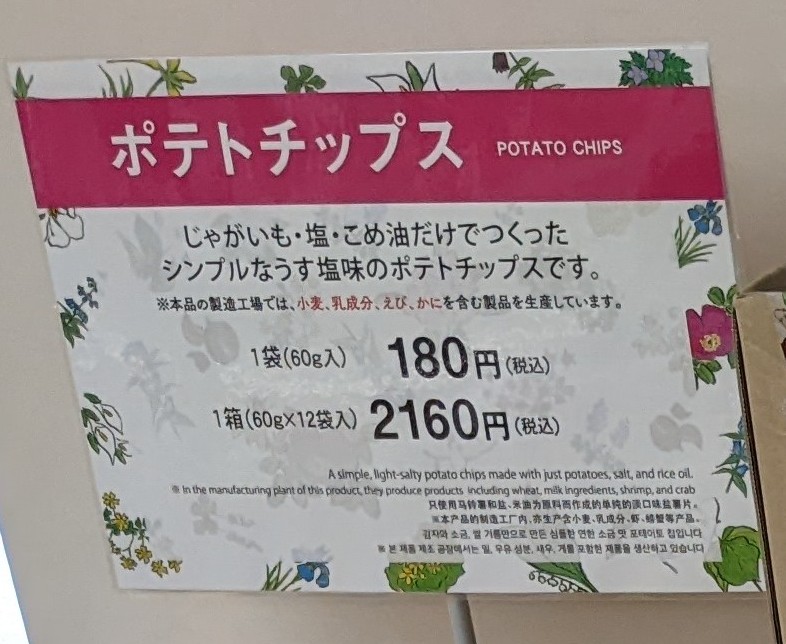 ポテトチップス POTATO CHIPS
じゃがいも・塩・こめ油だけでつくった
シンプルなうす塩味のポテトチップスです。
※本品の製造工場では、小麦、乳成分、えび、かにを含む製品を生産しています。
1袋(60g入) 180円(税込)
1箱(60g×12袋入) 2160円(税込)
A simple, light-salty potato chips made with just potatoes, salt, and rice oil.
※ In the manufacturing plant of this product, they produce products including wheat, milk ingredients, shrimp, and crab
只使用马铃薯和盐、米油为原料而作成的单纯的淡口味盐薯片。
※本产品的制造工厂内,亦生产含小麦、乳成分、虾、螃蟹等产品。
감자와 소금, 쌀 기름만으로 만든 심플한 연한 소금 맛 포테이토 칩입니다
※ 본 제품 제조 공장에서는 밀, 우유 성분, 새우, 게를 포함한 제품을 생산하고 있습니다